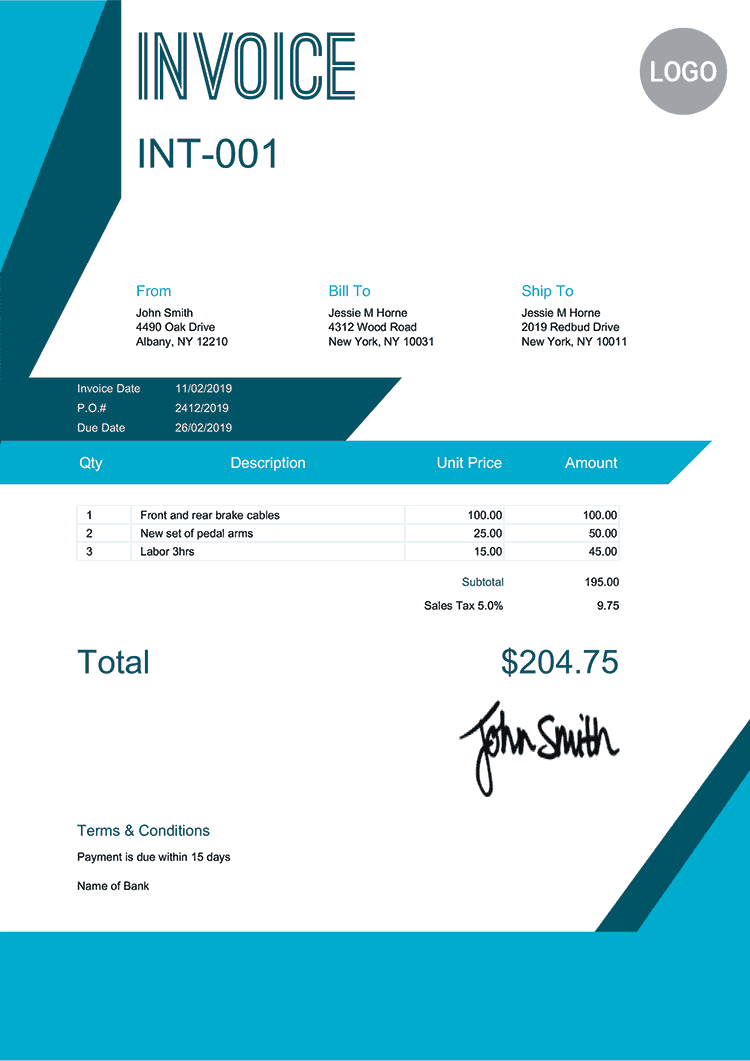 INVOICE
LOGO
INT-001
From Bill To Ship To
John Smith Jessie M Horne Jessie M Horne
4490 Oak Drive 4312 Wood Road 2019 Redbud Drive
Albany, NY 12210 New York, NY 10031 New York, NY 10011
Invoice Date 11/02/2019
P.O.# 2412/2019
Due Date 26/02/2019
Qty Description Unit Price Amount
1 Front and rear brake cables 100.00 100.00
2 New set of pedal arms 25.00 50.00
3 Labor 3hrs 15.00 45.00
Subtotal 195.00
Sales Tax 5.0% 9.75
Total $204.75
John Smith
Terms & Conditions
Payment is due within 15 days
Name of Bank